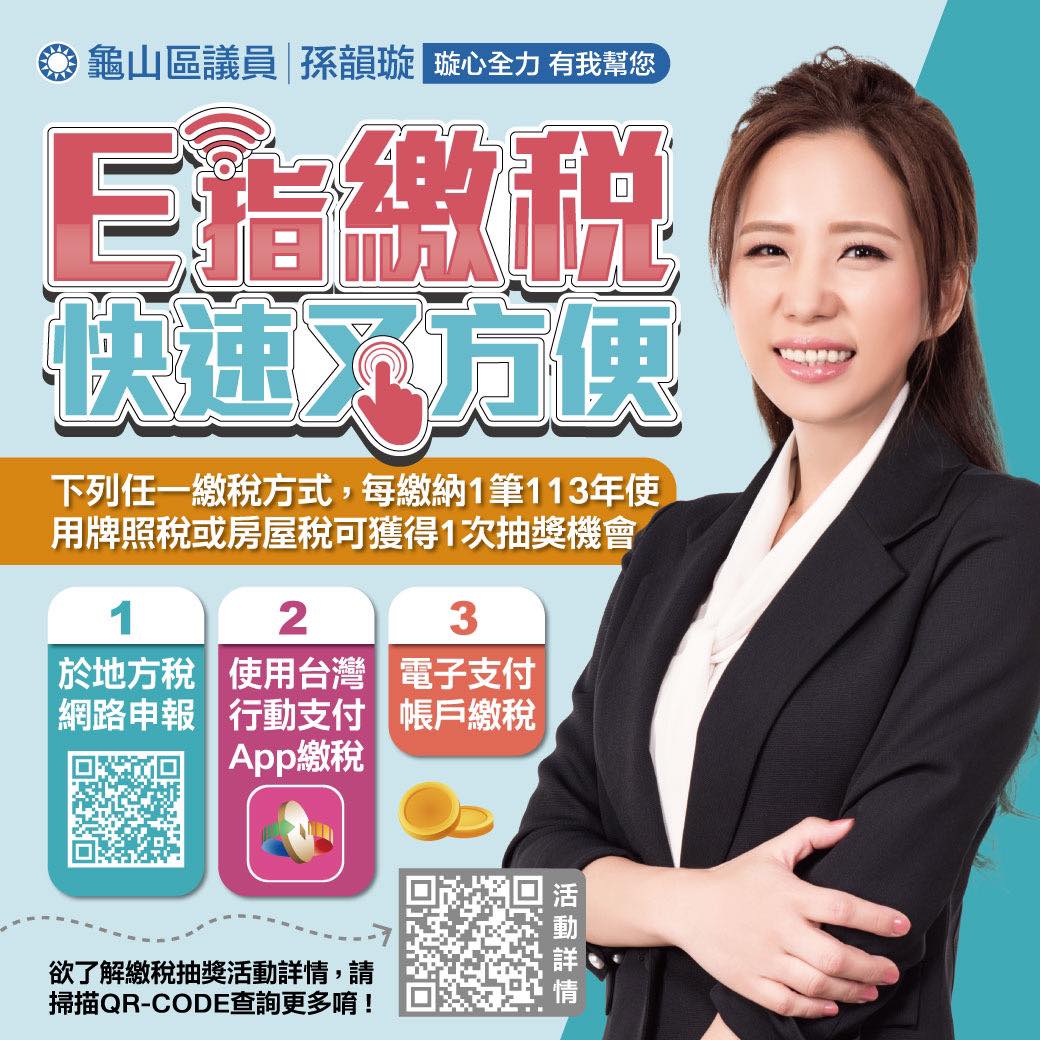 龜山區議員 孫韻璇 璇心全力 有我幫您
E指繳稅
快速又方便
下列任一繳稅方式，每繳納1筆113年使
用牌照稅或房屋稅可獲得1次抽獎機會
1
於地方稅
網路申報
2
使用台灣
行動支付
App繳稅
3
電子支付
帳戶繳稅
活動詳情
欲了解繳稅抽獎活動詳情，請
掃描QR-CODE查詢更多唷！